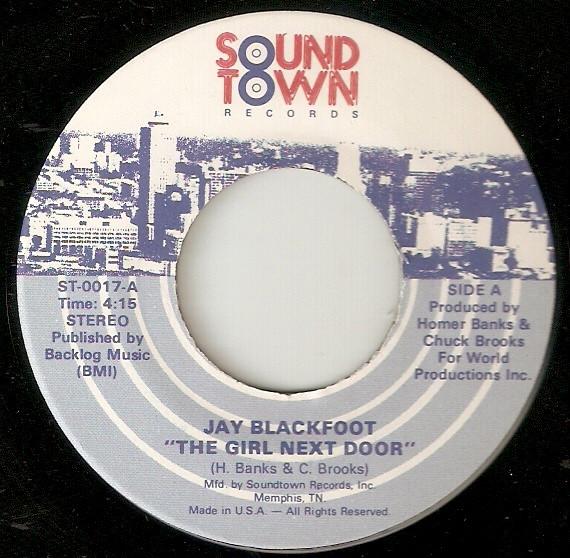 SOUND
TOWN
RECORDS
ST-0017-A
Time: 4:15
STEREO
Published by
Backlog Music
(BMI)
SIDE A
Produced by
Homer Banks &
Chuck Brooks
For World
Productions Inc.
JAY BLACKFOOT
"THE GIRL NEXT DOOR"
(H. Banks & C. Brooks)
Mfd. by Soundtown Records, Inc.
Memphis, TN.
Made in U.S.A. — All Rights Reserved.